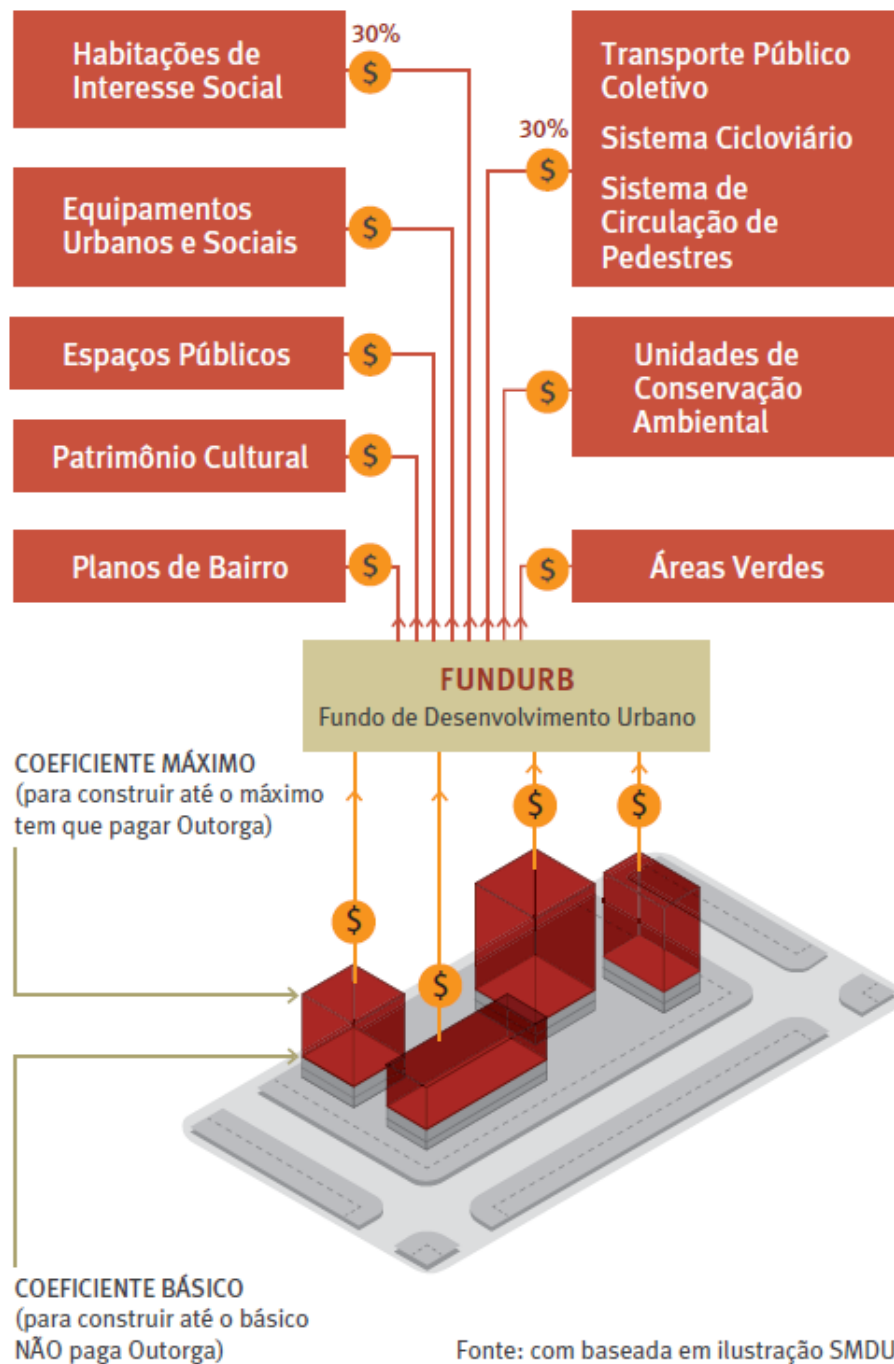 Habitações de
Interesse Social
30%
$
Equipamentos
Urbanos e Sociais
$
Espaços Públicos
$
Patrimônio Cultural
$
Planos de Bairro
$
30%
$
Transporte Público
Coletivo
Sistema Cicloviário
Sistema de
Circulação de
Pedestres
$
Unidades de
Conservação
Ambiental
$
Áreas Verdes
FUNDURB
Fundo de Desenvolvimento Urbano
COEFICIENTE MÁXIMO
(para construir até o máximo
tem que pagar Outorga)
$
$
$
$
COEFICIENTE BÁSICO
(para construir até o básico
NÃO paga Outorga)
Fonte: com baseada em ilustração SMDU